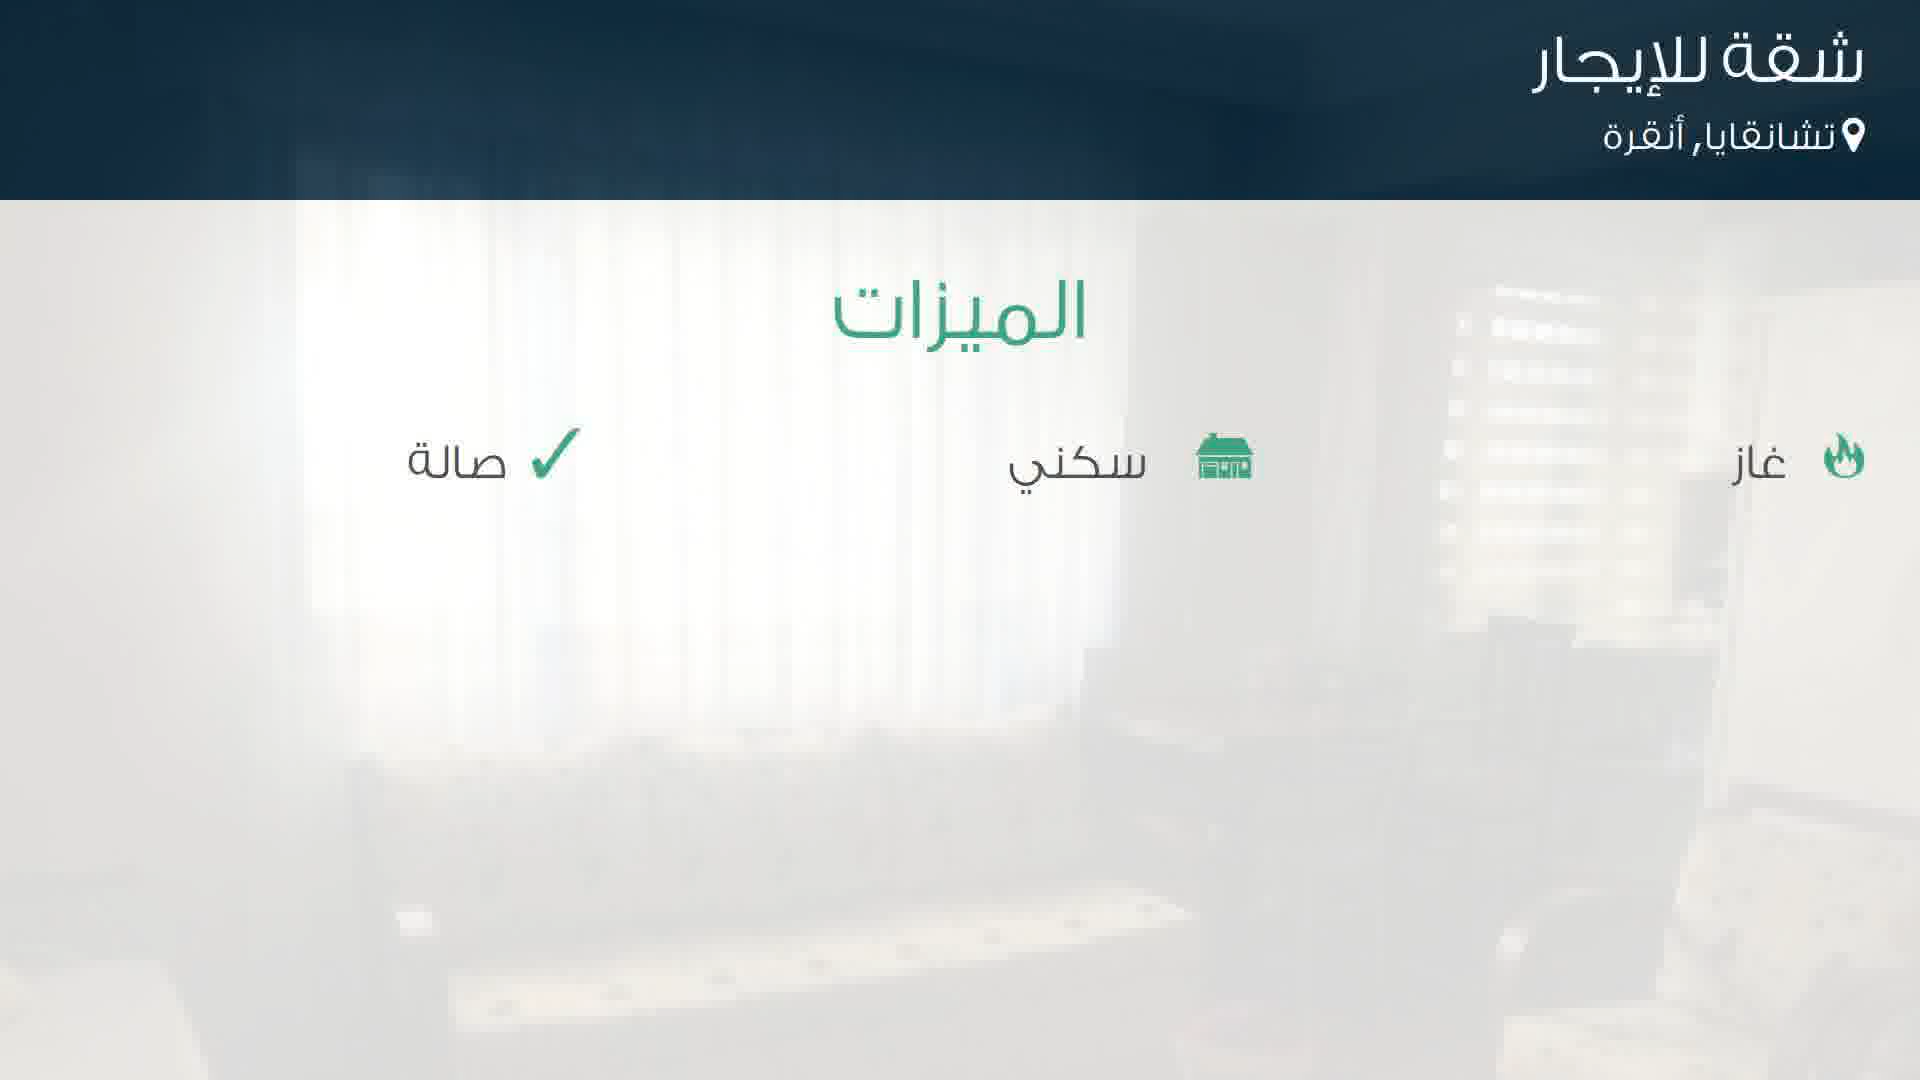 شقة للإيجار
تشانقايا, أنقرة
الميزات
غاز
سكني
صالة